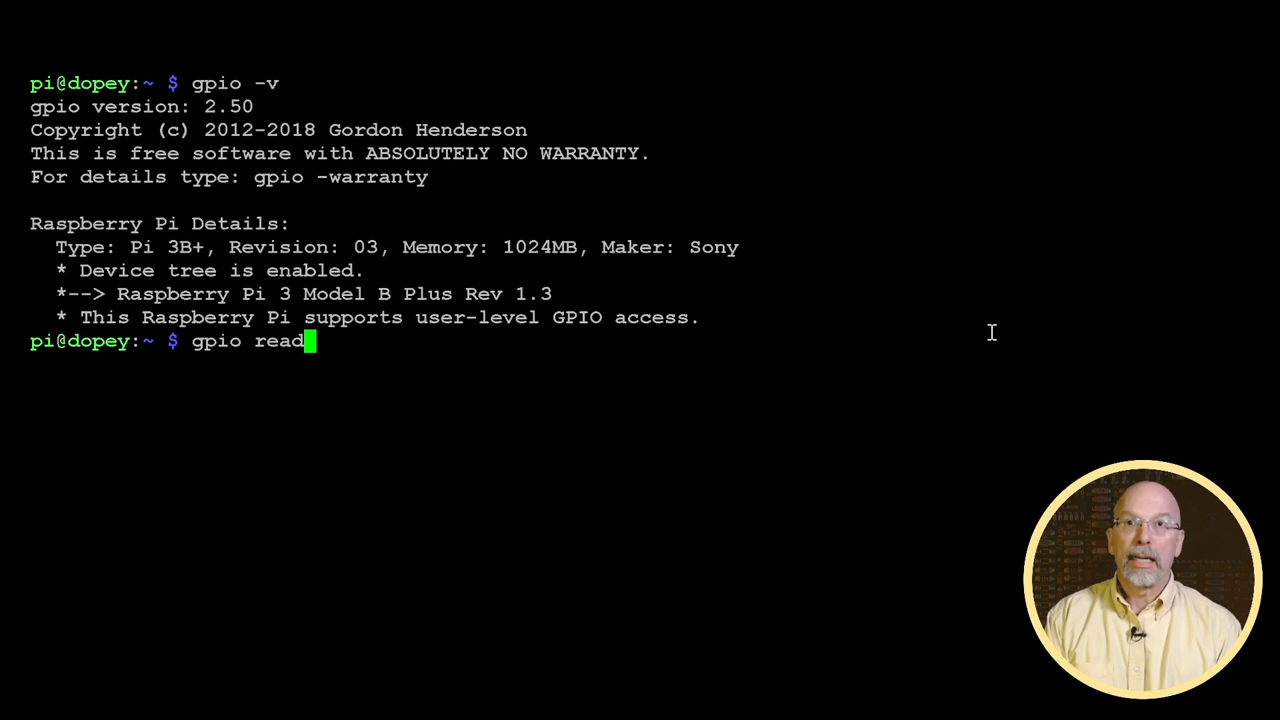 pi@dopey:~ $ gpio -v
gpio version: 2.50
Copyright (c) 2012-2018 Gordon Henderson
This is free software with ABSOLUTELY NO WARRANTY.
For details type: gpio -warranty
Raspberry Pi Details:
  Type: Pi 3B+, Revision: 03, Memory: 1024MB, Maker: Sony
  * Device tree is enabled.
  *--> Raspberry Pi 3 Model B Plus Rev 1.3
  * This Raspberry Pi supports user-level GPIO access.
pi@dopey:~ $ gpio read